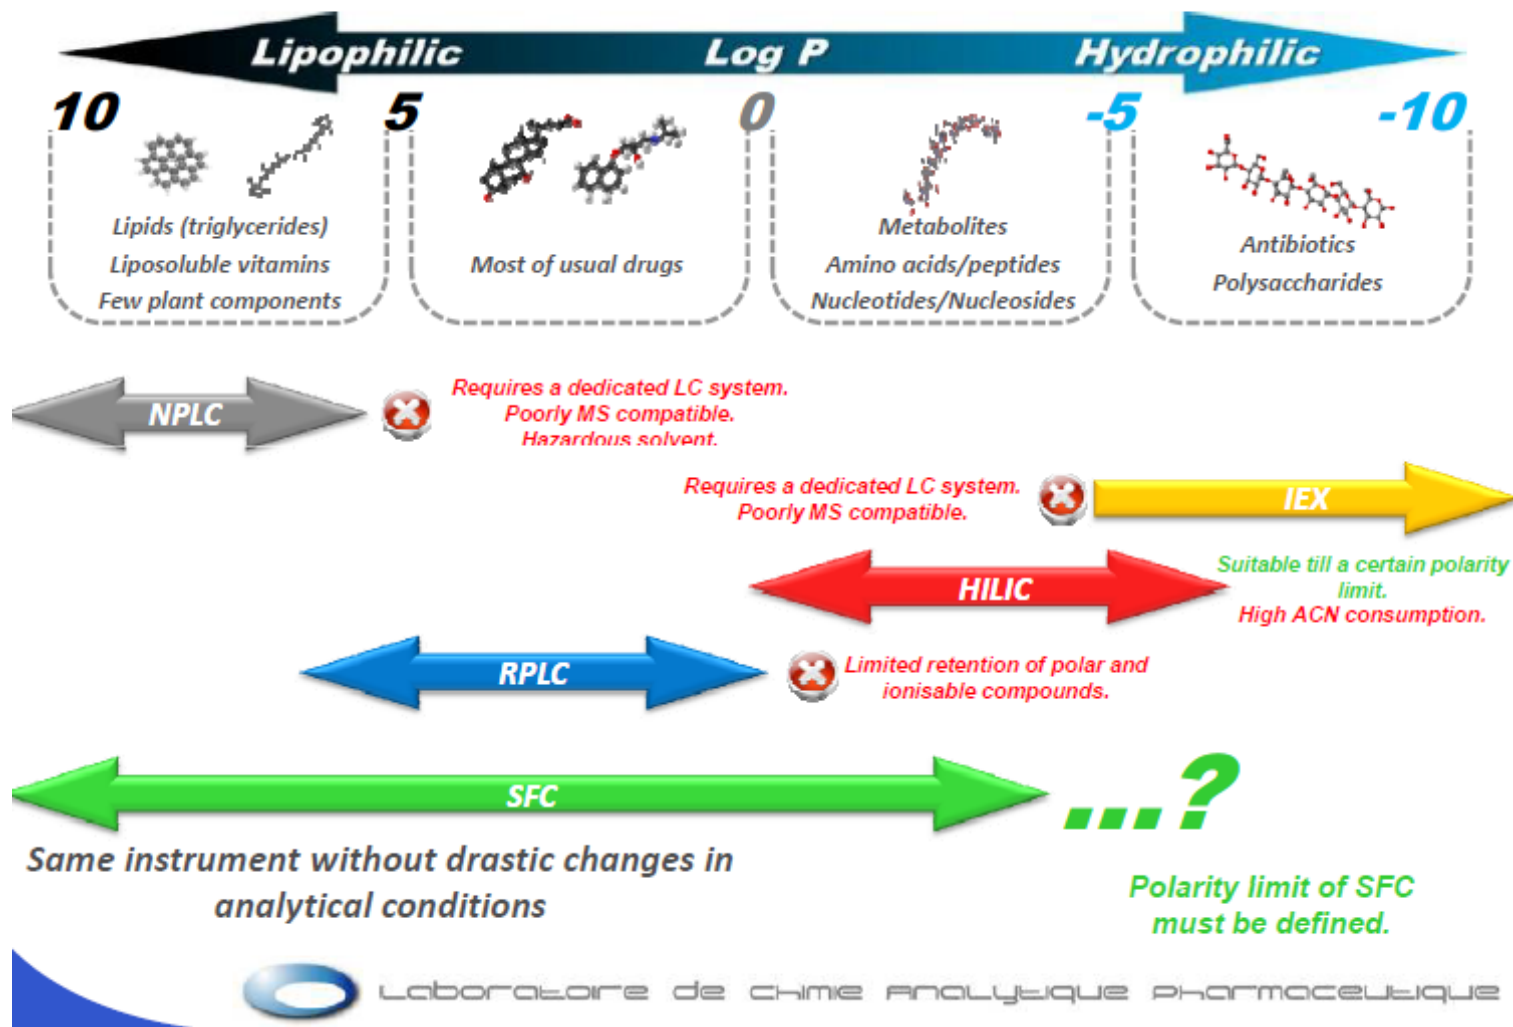 Lipophilic Log P Hydrophilic
10 5 0 -5 -10
Lipids (triglycerides)
Liposoluble vitamins
Few plant components
Most of usual drugs
Metabolites
Amino acids/peptides
Nucleotides/Nucleosides
Antibiotics
Polysaccharides
NPLC
Requires a dedicated LC system.
Poorly MS compatible.
Hazardous solvent.
Requires a dedicated LC system.
Poorly MS compatible.
IEX
HILIC
Suitable till a certain polarity
limit.
High ACN consumption.
RPLC
Limited retention of polar and
ionisable compounds.
SFC
...?
Same instrument without drastic changes in
analytical conditions
Polarity limit of SFC
must be defined.
Laboratoire de Chimie Analytique Pharmaceutique